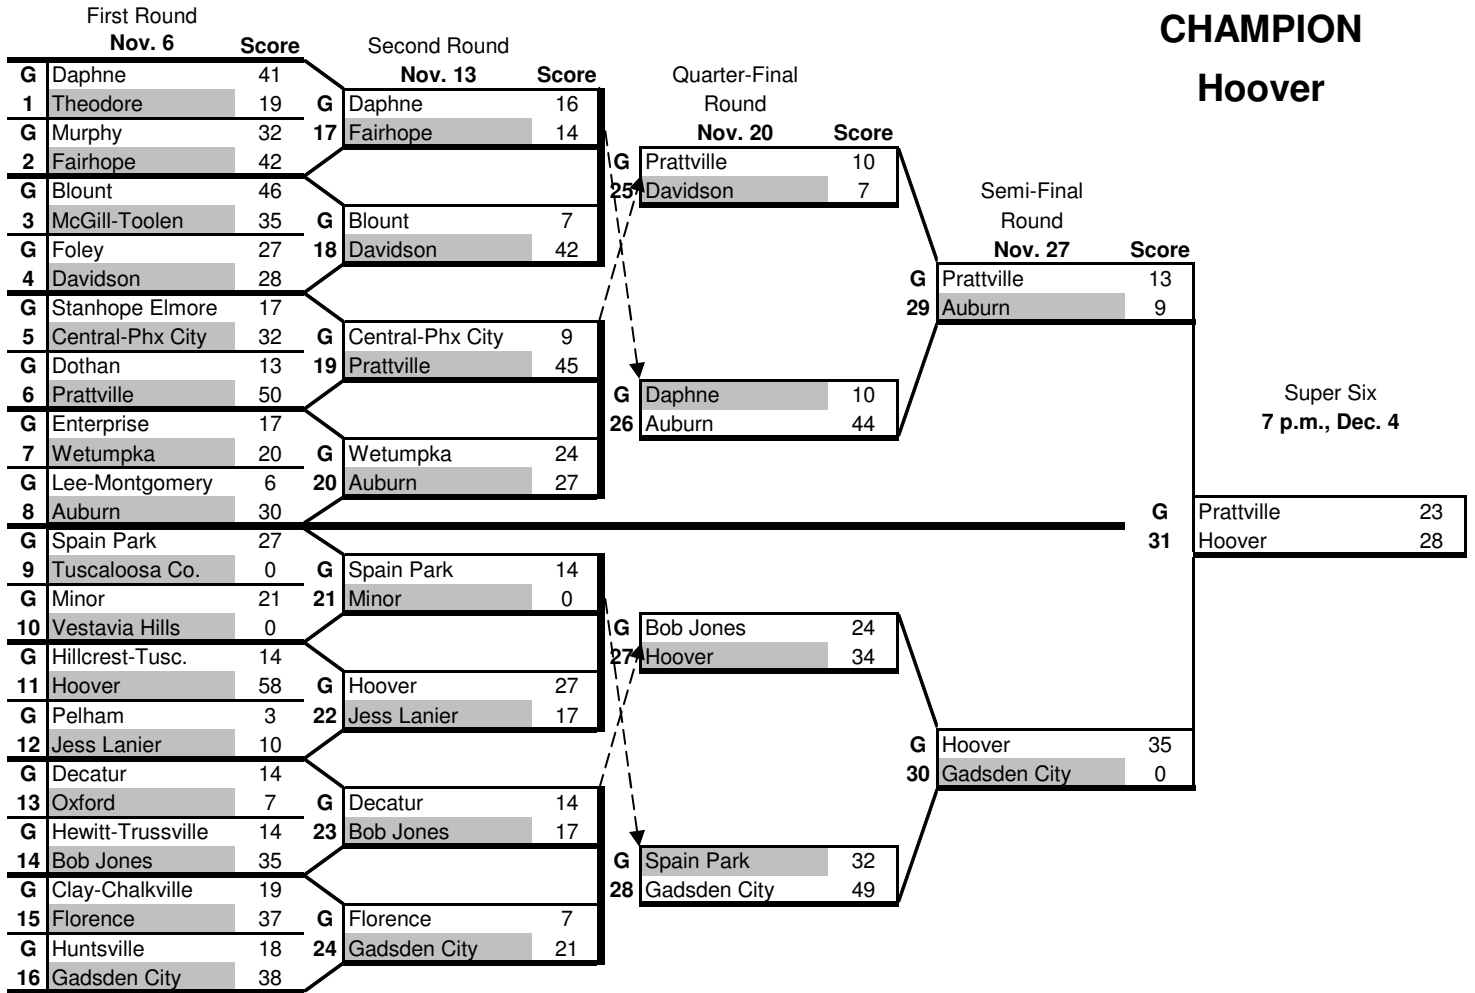 First Round
Nov. 6 Score
G Daphne 41
1 Theodore 19
G Murphy 32
2 Fairhope 42
G Blount 46
3 McGill-Toolen 35
G Foley 27
4 Davidson 28
G Stanhope Elmore 17
5 Central-Phx City 32
G Dothan 13
6 Prattville 50
G Enterprise 17
7 Wetumpka 20
G Lee-Montgomery 6
8 Auburn 30
G Spain Park 27
9 Tuscaloosa Co. 0
G Minor 21
10 Vestavia Hills 0
G Hillcrest-Tusc. 14
11 Hoover 58
G Pelham 3
12 Jess Lanier 10
G Decatur 14
13 Oxford 7
G Hewitt-Trussville 14
14 Bob Jones 35
G Clay-Chalkville 19
15 Florence 37
G Huntsville 18
16 Gadsden City 38
Second Round
Nov. 13 Score
G Daphne 16
17 Fairhope 14
G Blount 7
18 Davidson 42
G Central-Phx City 9
19 Prattville 45
G Wetumpka 24
20 Auburn 27
G Spain Park 14
21 Minor 0
G Hoover 27
22 Jess Lanier 17
G Decatur 14
23 Bob Jones 17
G Florence 7
24 Gadsden City 21
Quarter-Final
Round
Nov. 20 Score
G Prattville 10
25 Davidson 7
G Daphne 10
26 Auburn 44
G Bob Jones 24
27 Hoover 34
G Spain Park 32
28 Gadsden City 49
Semi-Final
Round
Nov. 27 Score
G Prattville 13
29 Auburn 9
G Hoover 35
30 Gadsden City 0
CHAMPION
Hoover
Super Six
7 p.m., Dec. 4
G Prattville 23
31 Hoover 28